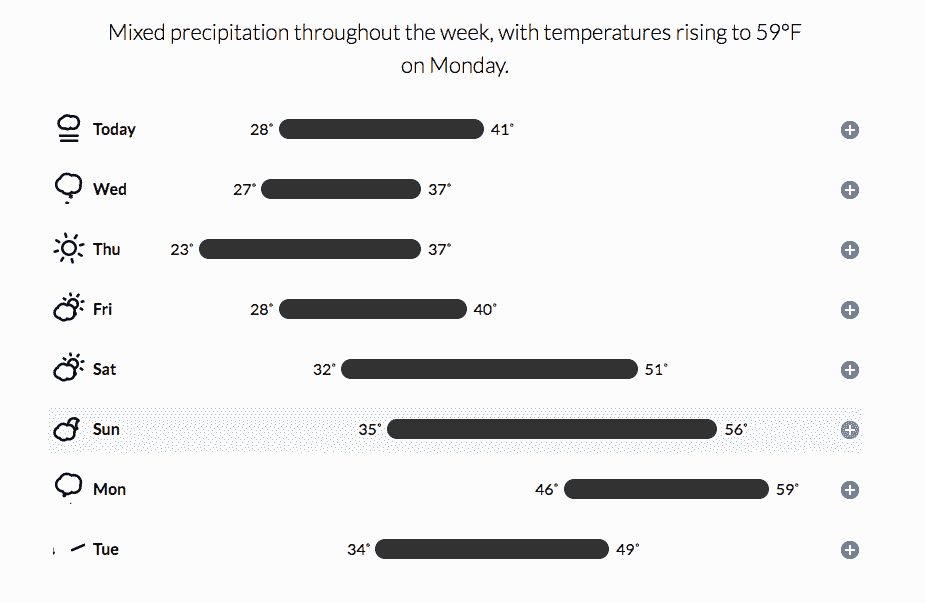 Mixed precipitation throughout the week, with temperatures rising to 59°F
on Monday.
Today 28° 41°
Wed 27° 37°
Thu 23° 37°
Fri 28° 40°
Sat 32° 51°
Sun 35° 56°
Mon 46° 59°
Tue 34° 49°